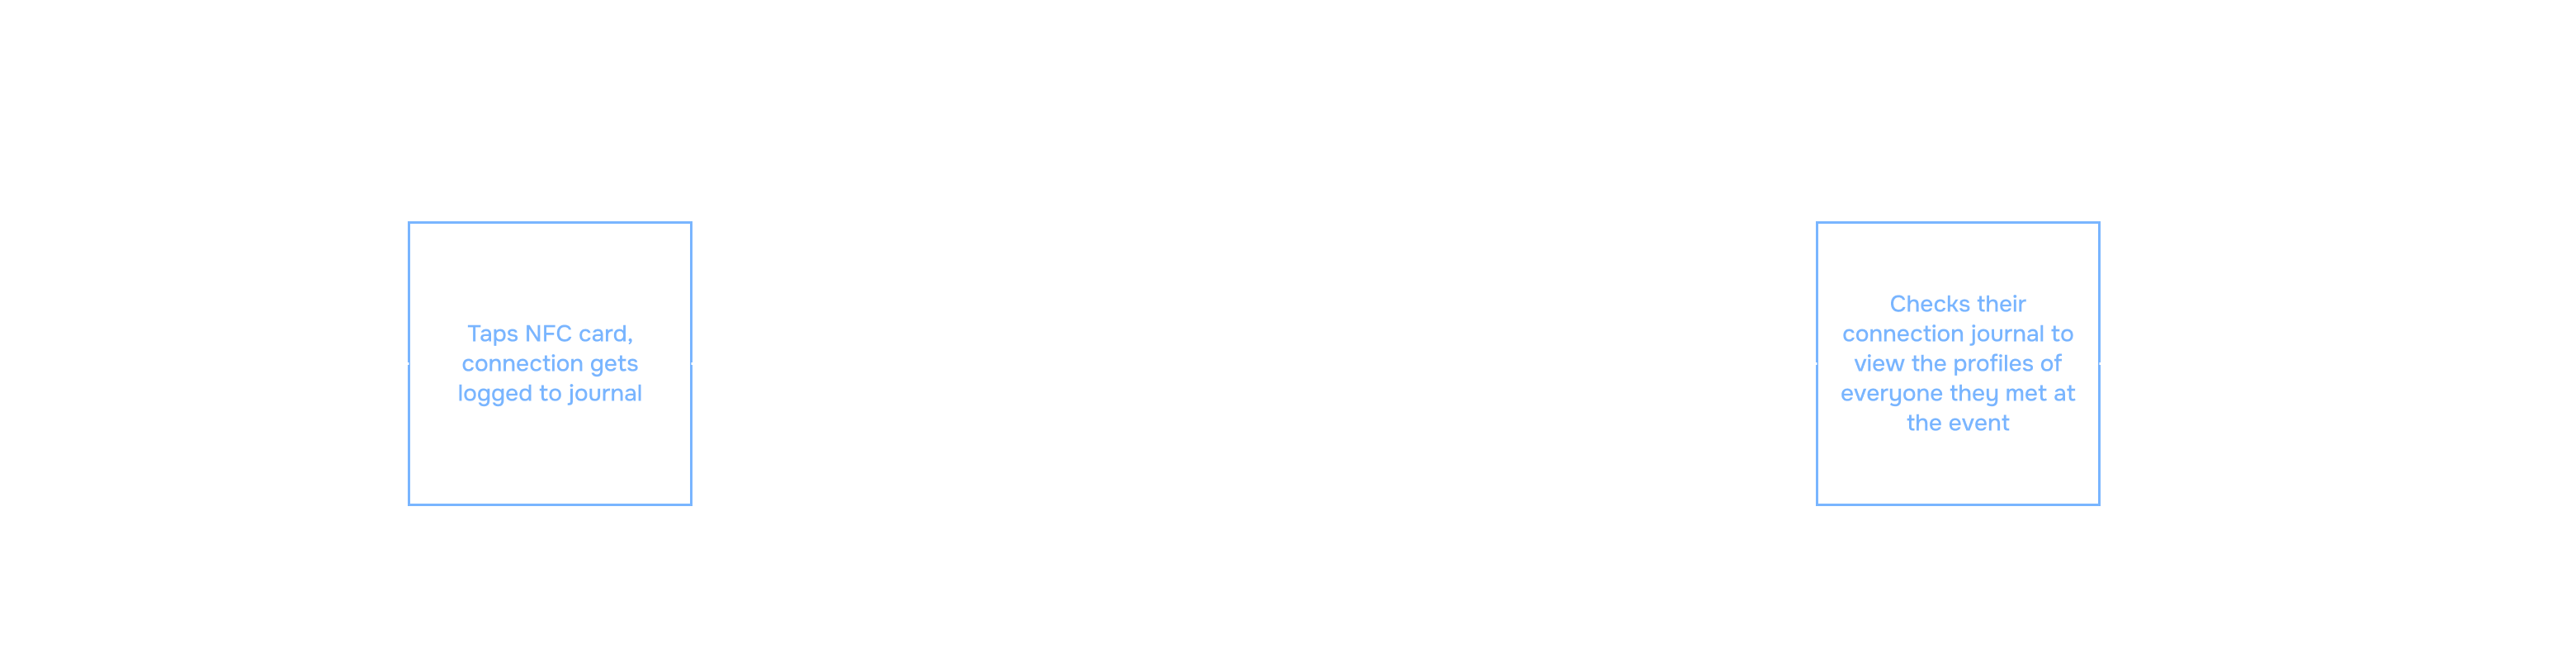 Taps NFC card,
connection gets
logged to journal
Checks their
connection journal to
view the profiles of
everyone they met at
the event